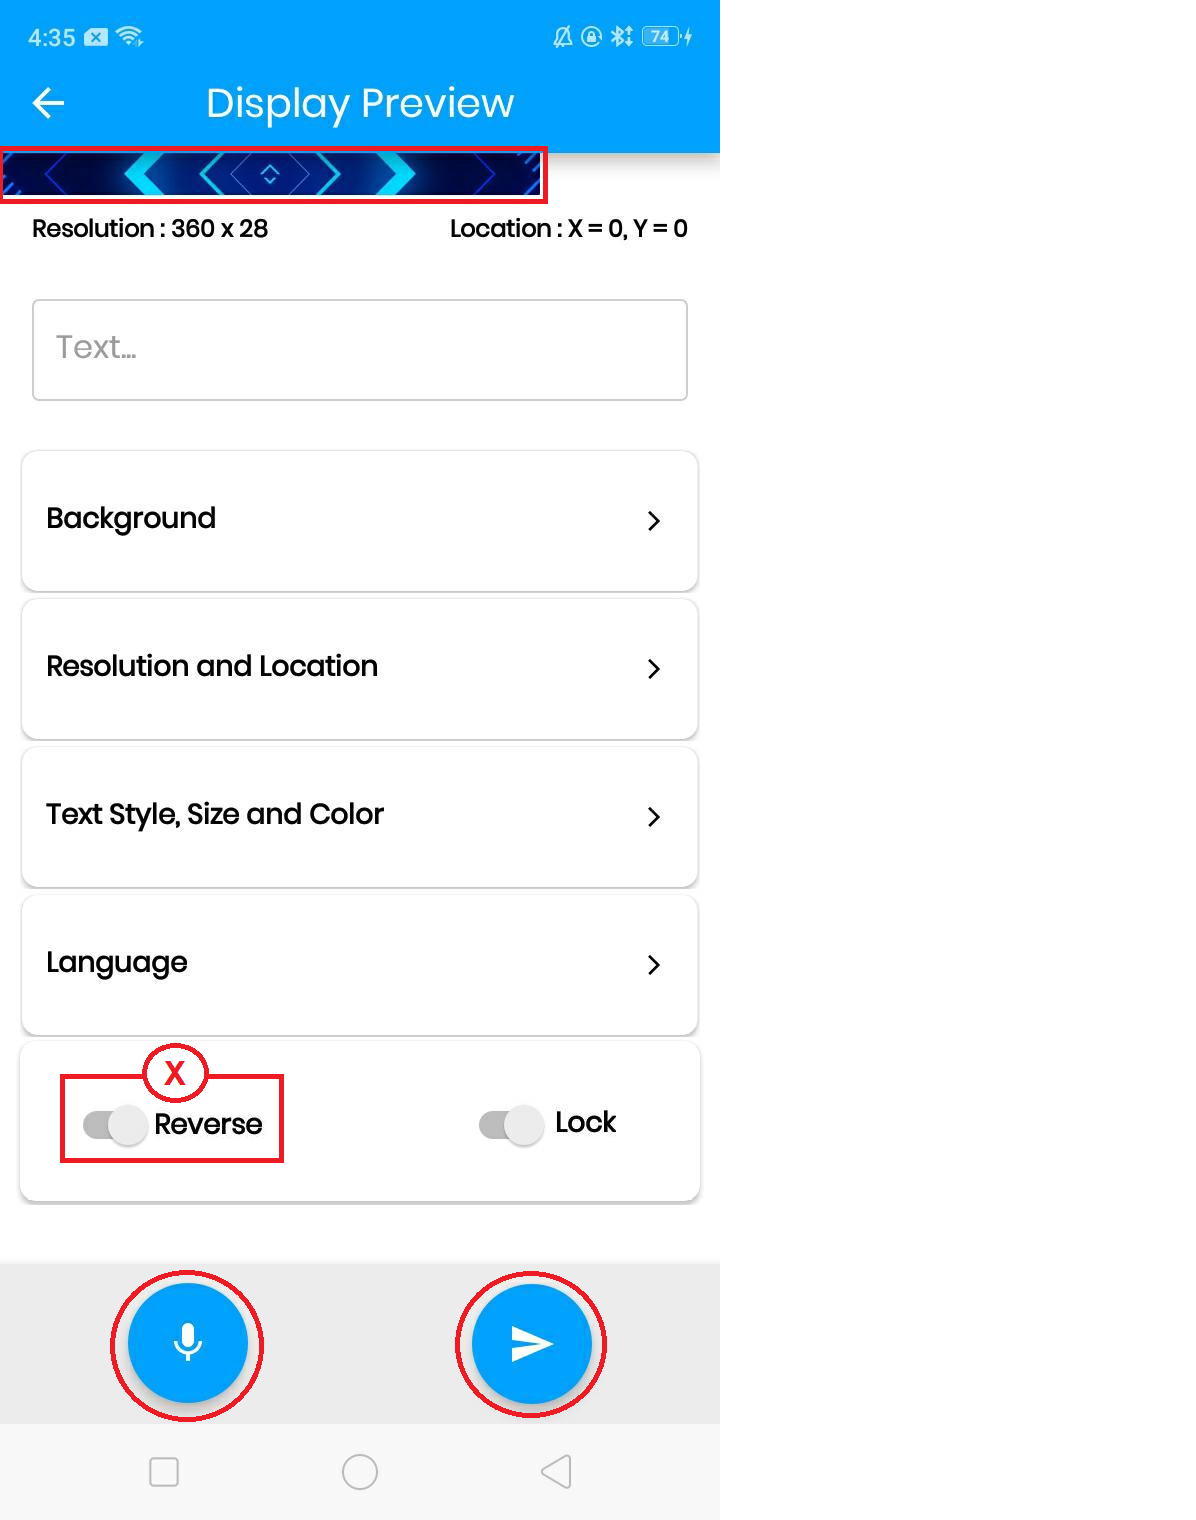 4:35 74
Display Preview
Resolution : 360 x 28 Location : X = 0, Y = 0
Text...
Background
Resolution and Location
Text Style, Size and Color
Language
X
Reverse Lock